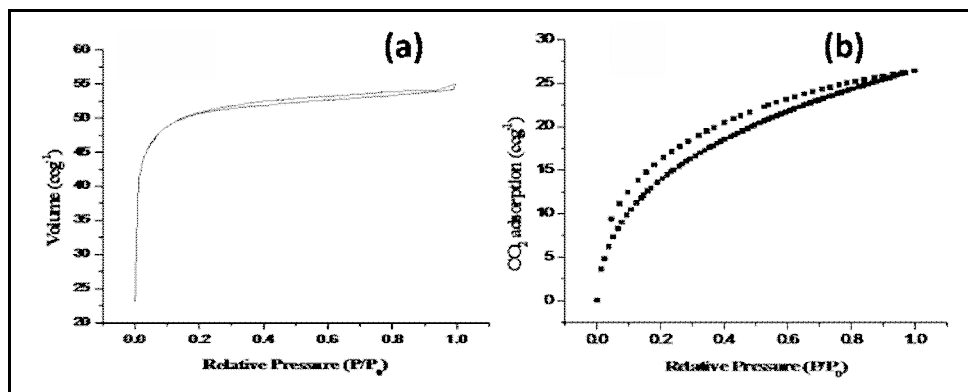 (a)
60
55
50
45
40
35
30
25
20
Volume (ccg⁻¹)
0.0 0.2 0.4 0.6 0.8 1.0
Relative Pressure (P/P₀)
(b)
30
25
20
15
10
5
0
CO₂ adsorption (ccg⁻¹)
0.0 0.2 0.4 0.6 0.8 1.0
Relative Pressure (P/P₀)